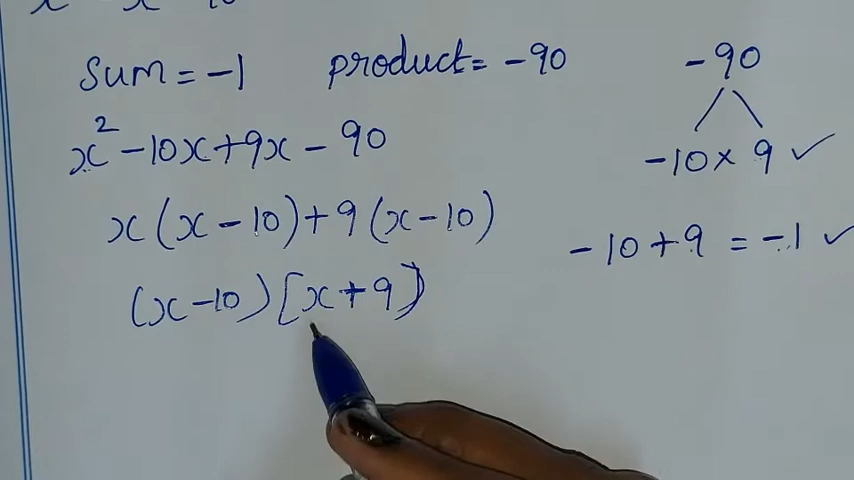 Sum = -1 product = -90 -90
x² - 10x + 9x - 90 -10 × 9 ✓
x(x - 10) + 9(x - 10) -10 + 9 = -1 ✓
(x - 10)[x + 9]